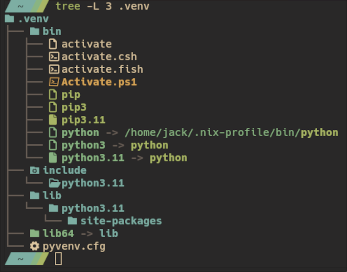 ~ tree -L 3 .venv
.venv
├── bin
│   ├── activate
│   ├── activate.csh
│   ├── activate.fish
│   ├── Activate.ps1
│   ├── pip
│   ├── pip3
│   ├── pip3.11
│   ├── python -> /home/jack/.nix-profile/bin/python
│   ├── python3 -> python
│   └── python3.11 -> python
├── include
│   └── python3.11
├── lib
│   └── python3.11
│       └── site-packages
├── lib64 -> lib
└── pyvenv.cfg
~